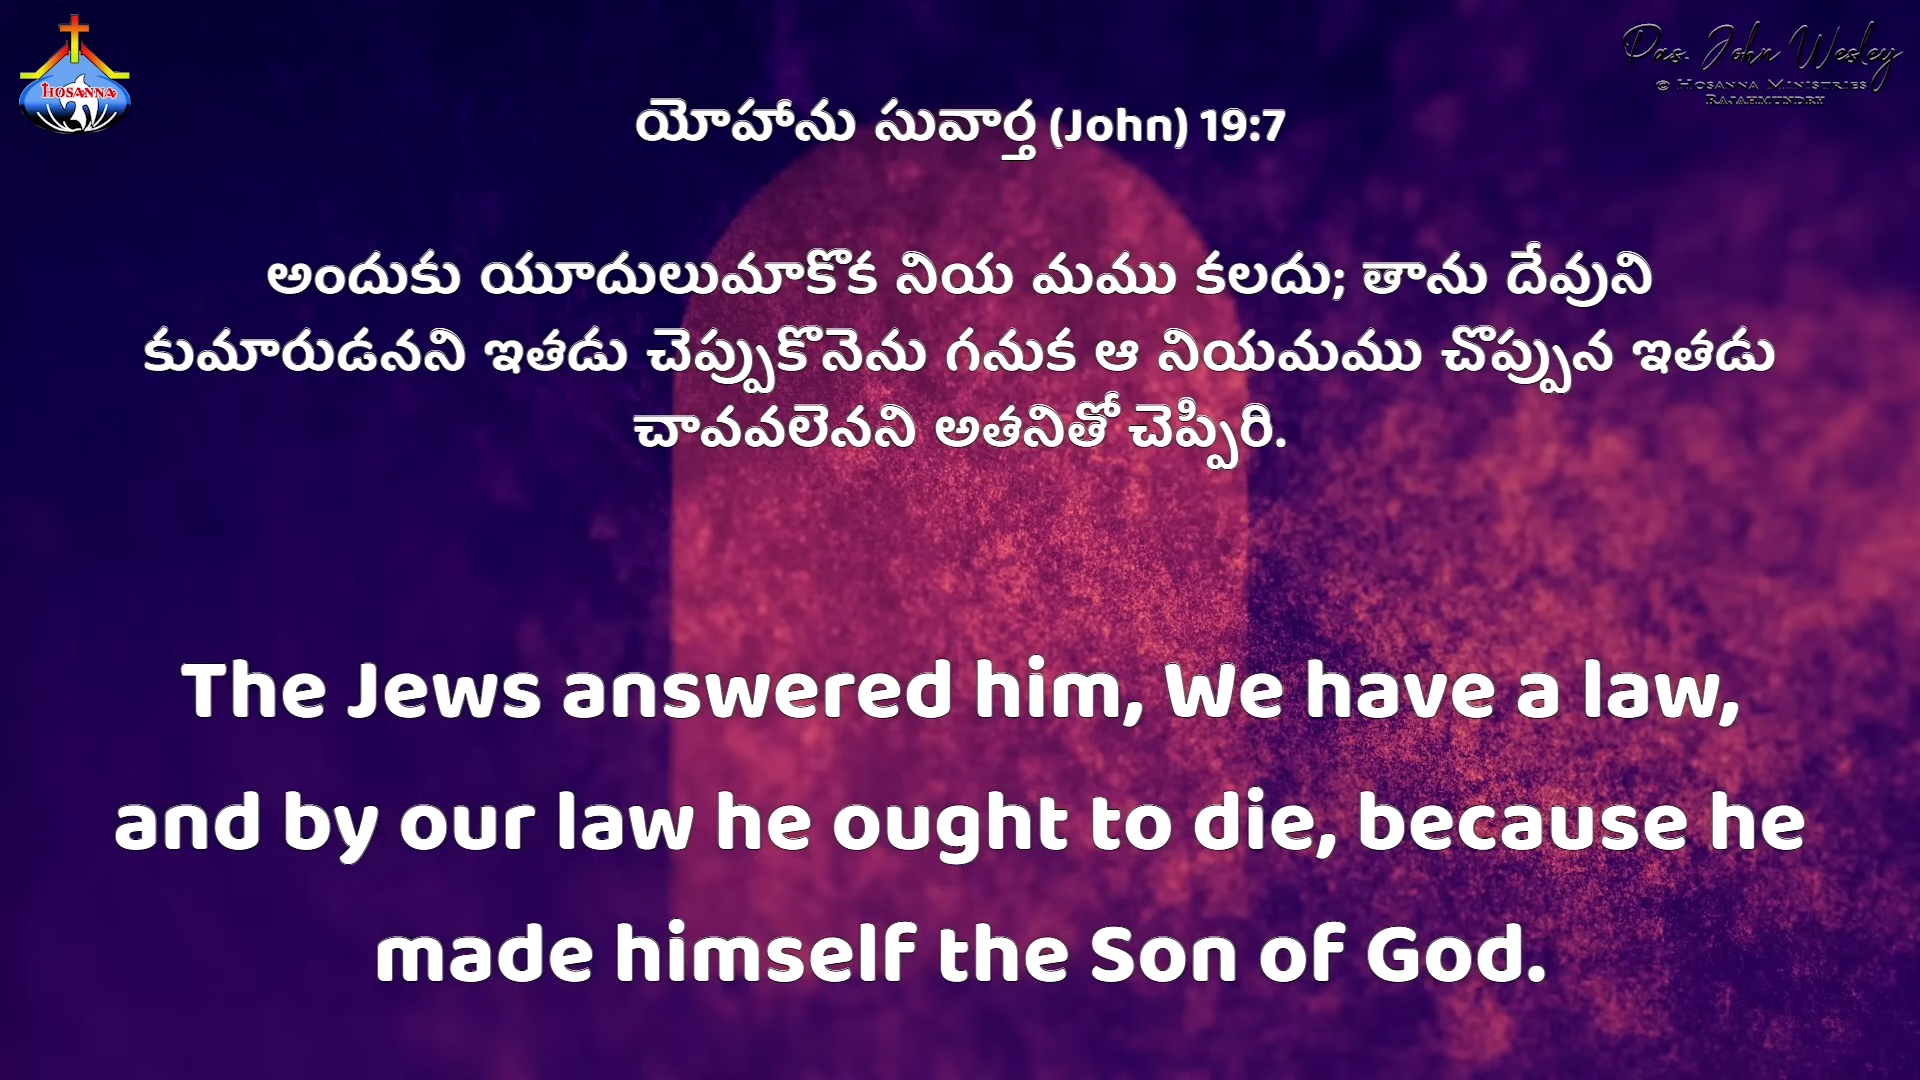 HOSANNA
Pas. John Wesley
© HOSANNA MINISTRIES
RAJAHMUNDRY
యోహాను సువార్త (John) 19:7
అందుకు యూదులుమాకొక నియ మము కలదు; తాను దేవుని
కుమారుడనని ఇతడు చెప్పుకొనెను గనుక ఆ నియమము చొప్పున ఇతడు
చావవలెనని అతనితో చెప్పిరి.
The Jews answered him, We have a law,
and by our law he ought to die, because he
made himself the Son of God.